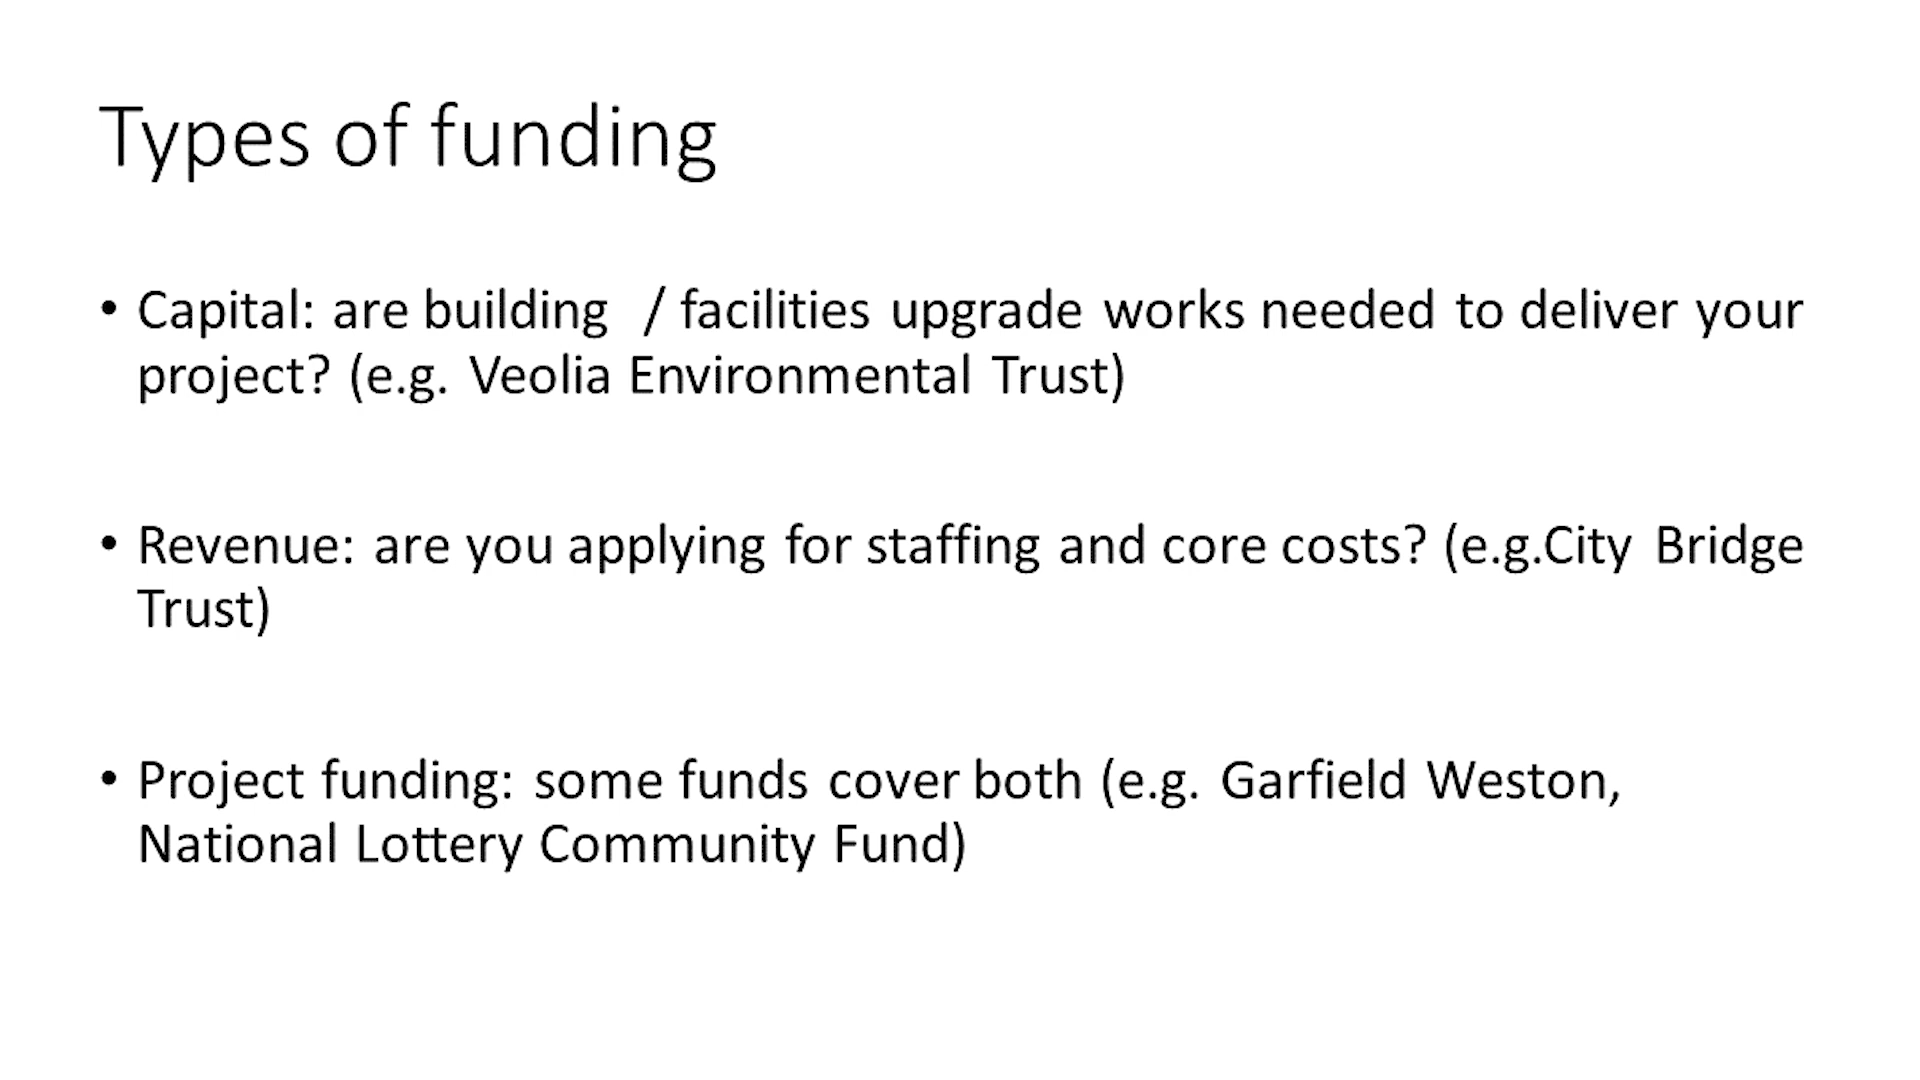 Types of funding
• Capital: are building / facilities upgrade works needed to deliver your
project? (e.g. Veolia Environmental Trust)
• Revenue: are you applying for staffing and core costs? (e.g.City Bridge
Trust)
• Project funding: some funds cover both (e.g. Garfield Weston,
National Lottery Community Fund)